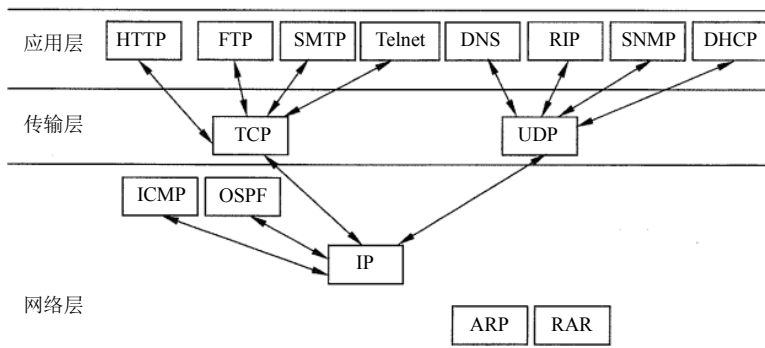 应用层 HTTP FTP SMTP Telnet DNS RIP SNMP DHCP
传输层 TCP UDP
ICMP OSPF
IP
网络层
ARP RAR